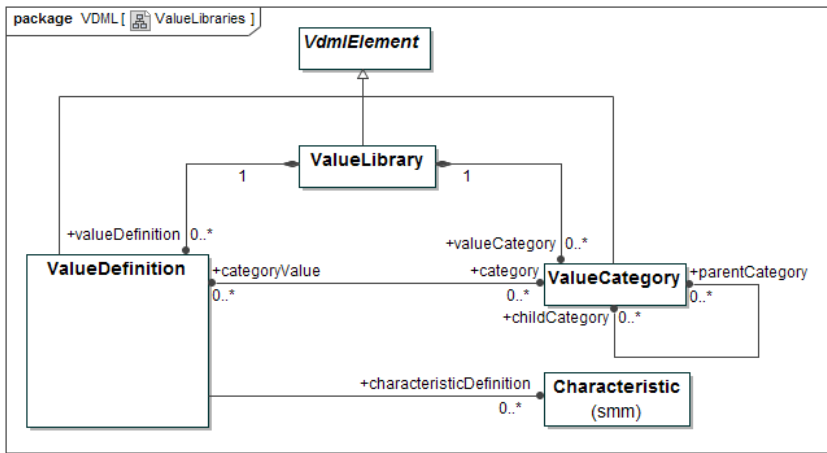 package VDML [ ValueLibraries ]
VdmlElement
ValueLibrary
1
1
+valueDefinition
0..*
+valueCategory
0..*
ValueDefinition
+categoryValue
0..*
+category
0..*
ValueCategory
+parentCategory
0..*
+childCategory
0..*
+characteristicDefinition
0..*
Characteristic
(smm)